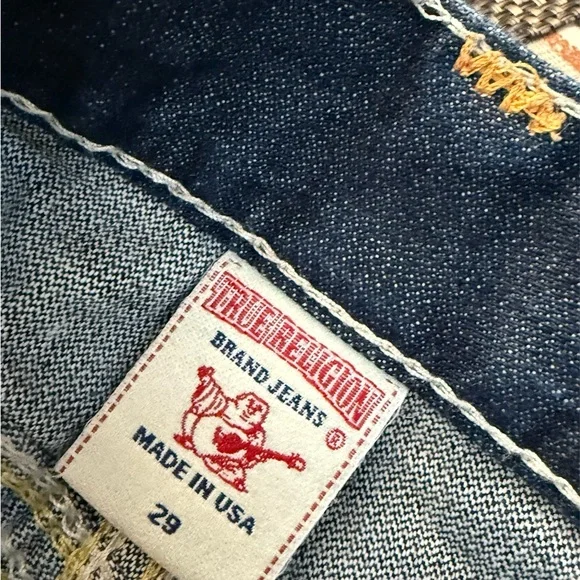 TRUE RELIGION
BRAND JEANS ®
MADE IN USA
29